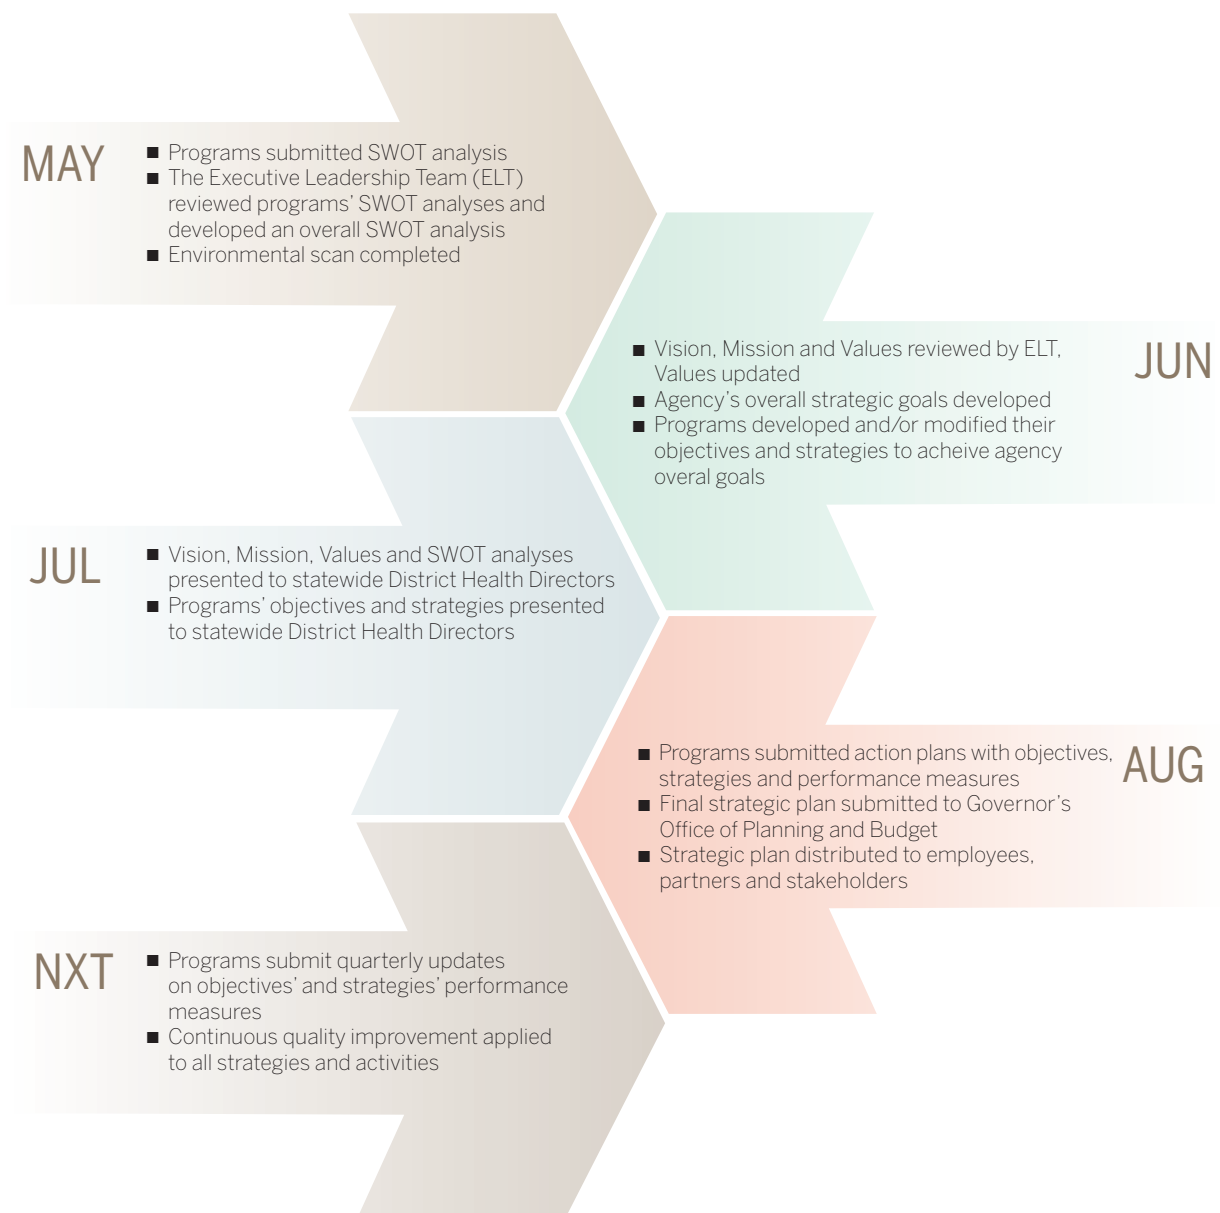 MAY
■ Programs submitted SWOT analysis
■ The Executive Leadership Team (ELT)
reviewed programs’ SWOT analyses and
developed an overall SWOT analysis
■ Environmental scan completed
JUN
■ Vision, Mission and Values reviewed by ELT,
Values updated
■ Agency’s overall strategic goals developed
■ Programs developed and/or modified their
objectives and strategies to acheive agency
overal goals
JUL
■ Vision, Mission, Values and SWOT analyses
presented to statewide District Health Directors
■ Programs’ objectives and strategies presented
to statewide District Health Directors
AUG
■ Programs submitted action plans with objectives,
strategies and performance measures
■ Final strategic plan submitted to Governor’s
Office of Planning and Budget
■ Strategic plan distributed to employees,
partners and stakeholders
NXT
■ Programs submit quarterly updates
on objectives’ and strategies’ performance
measures
■ Continuous quality improvement applied
to all strategies and activities